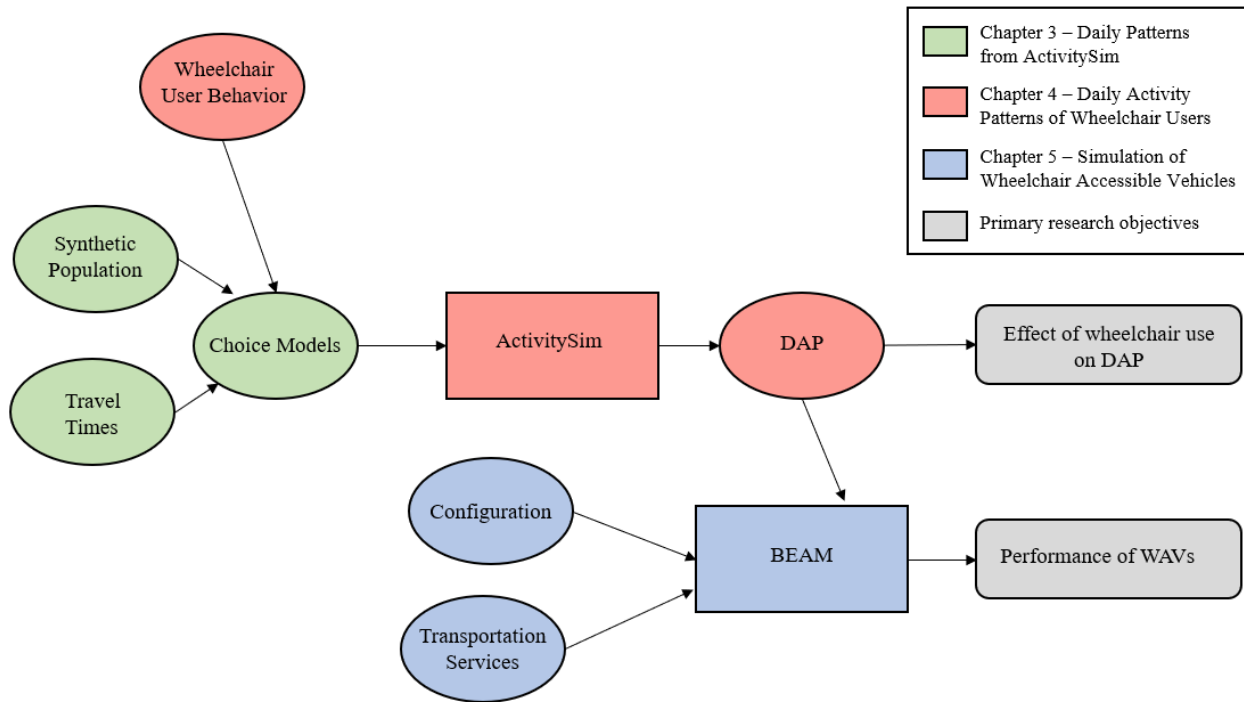 Wheelchair
User Behavior
Synthetic
Population
Travel
Times
Choice Models
ActivitySim
DAP
Effect of wheelchair use
on DAP
Configuration
Transportation
Services
BEAM
Performance of WAVs
Chapter 3 – Daily Patterns
from ActivitySim
Chapter 4 – Daily Activity
Patterns of Wheelchair Users
Chapter 5 – Simulation of
Wheelchair Accessible Vehicles
Primary research objectives